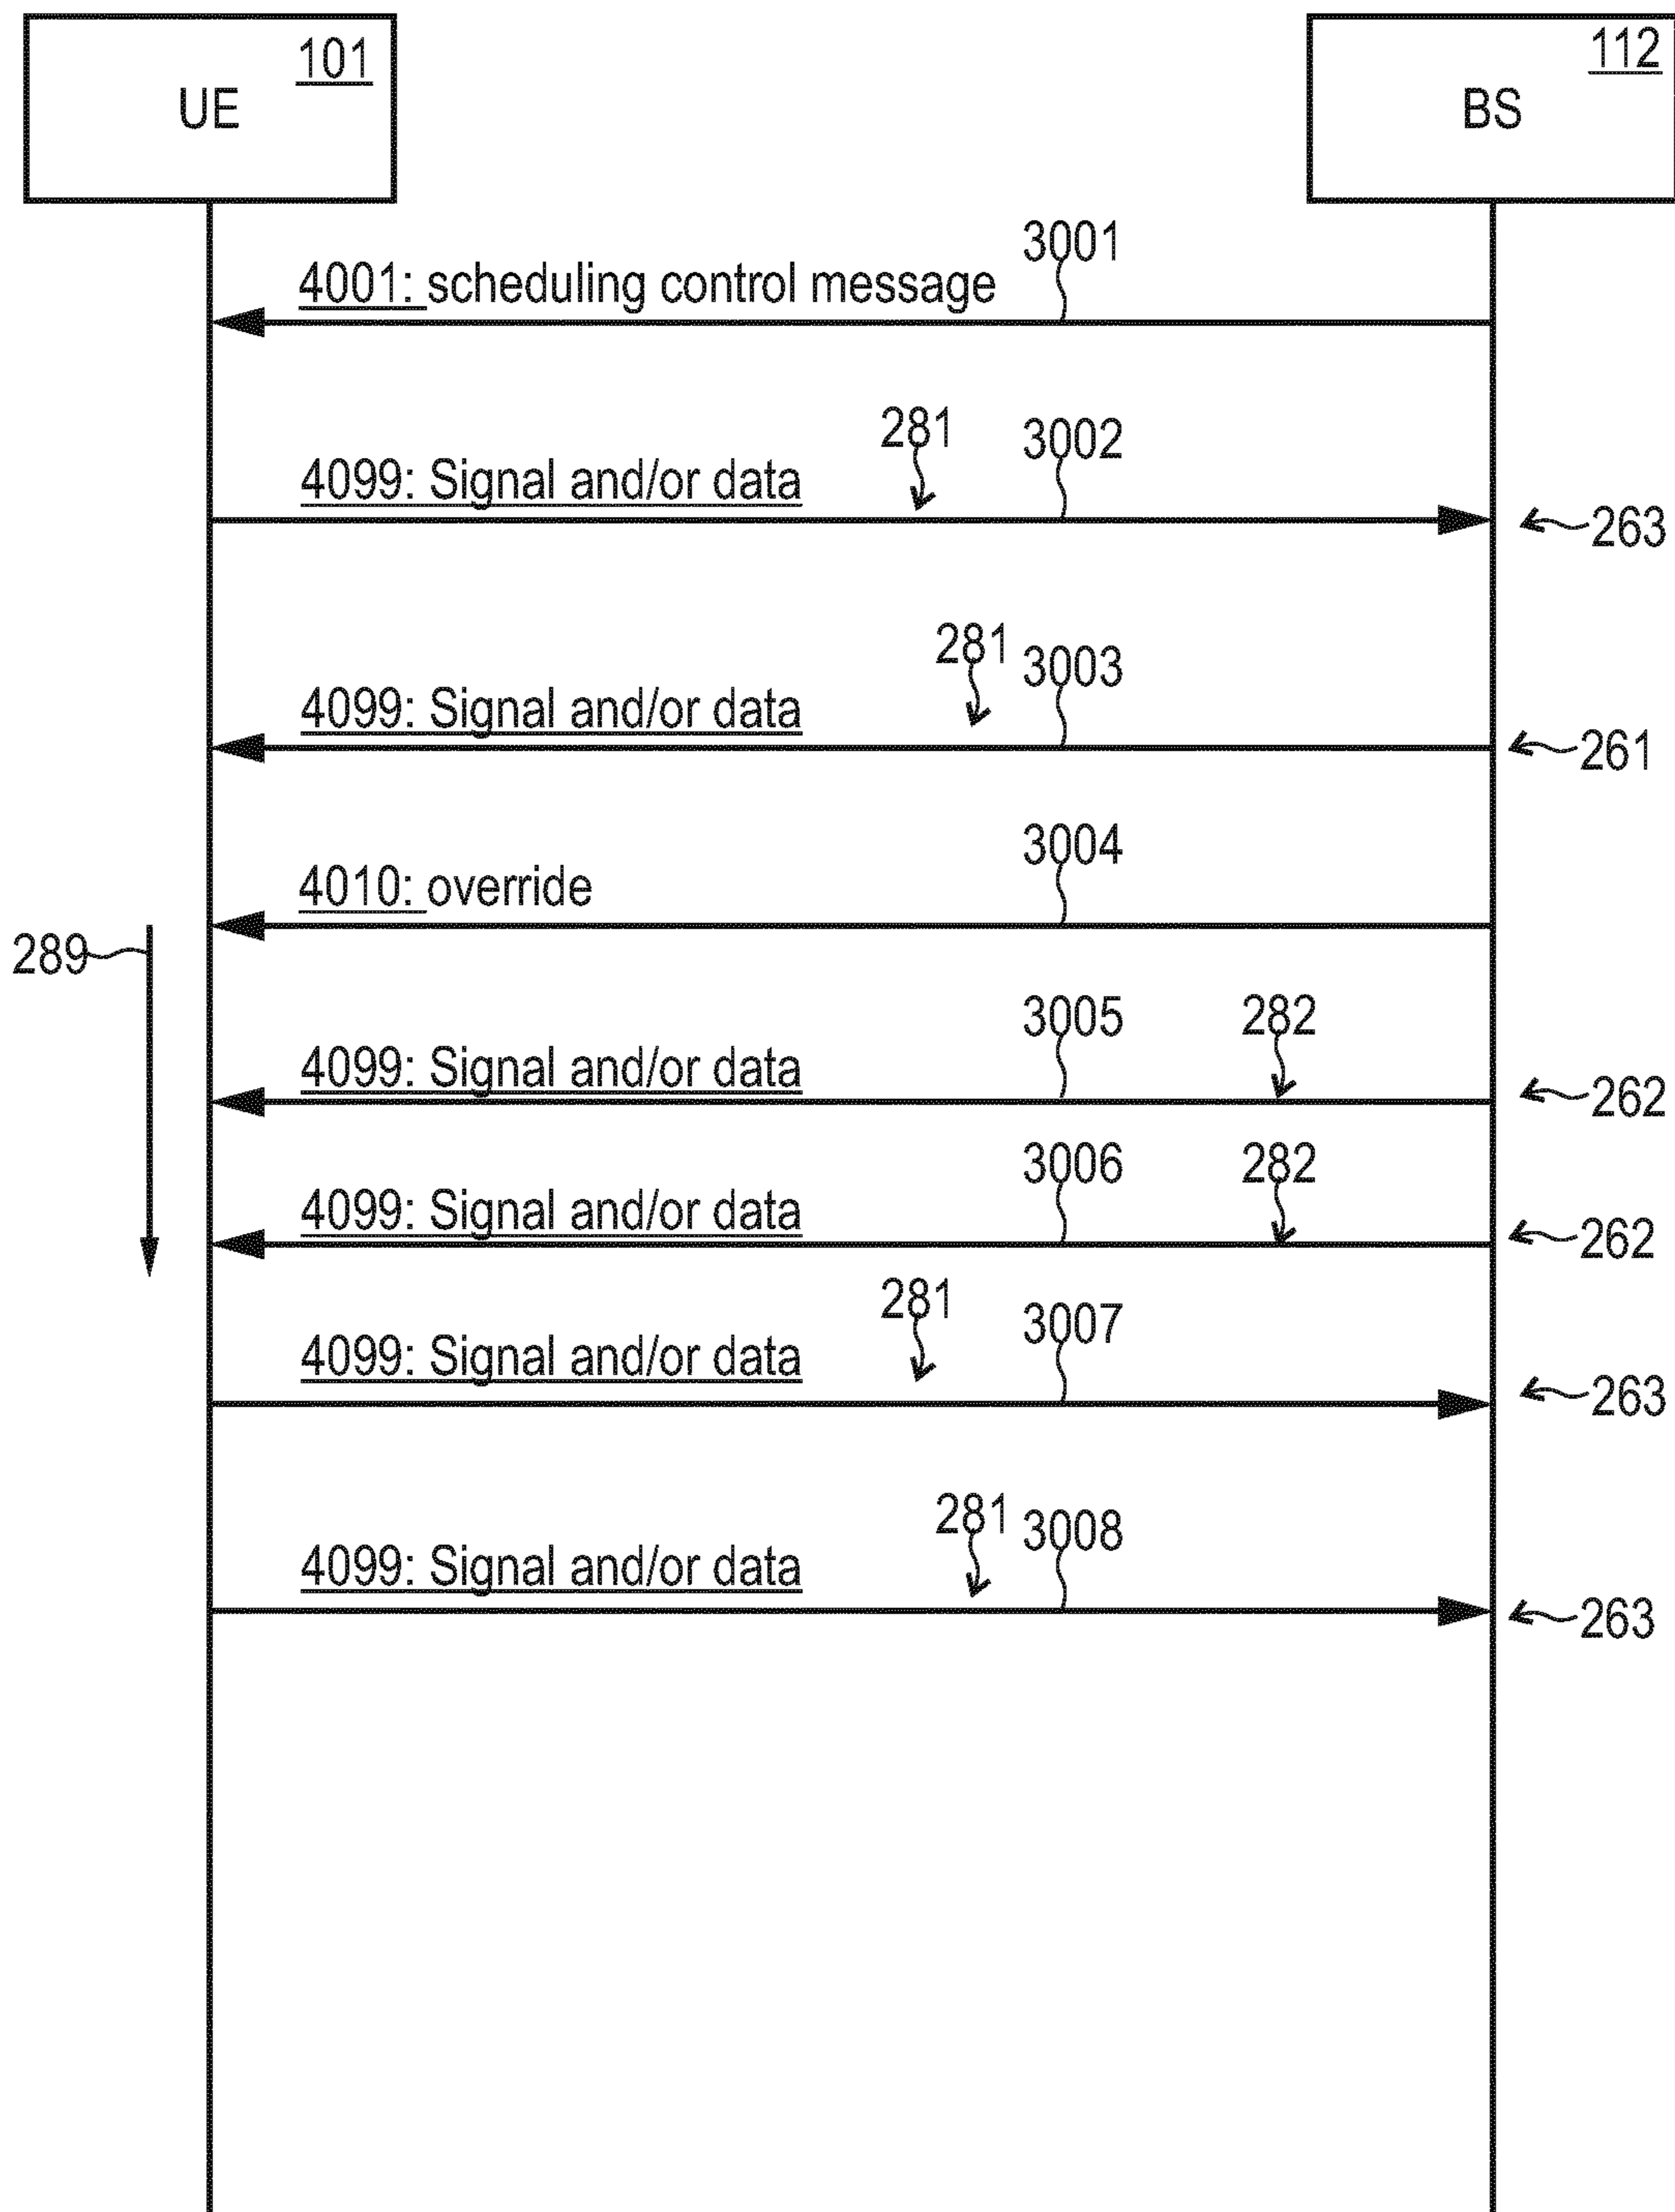 101
UE
112
BS
3001
4001: scheduling control message
281
3002
4099: Signal and/or data
263
281
3003
4099: Signal and/or data
261
3004
4010: override
289
3005
282
4099: Signal and/or data
262
3006
282
4099: Signal and/or data
262
281
3007
4099: Signal and/or data
263
281
3008
4099: Signal and/or data
263